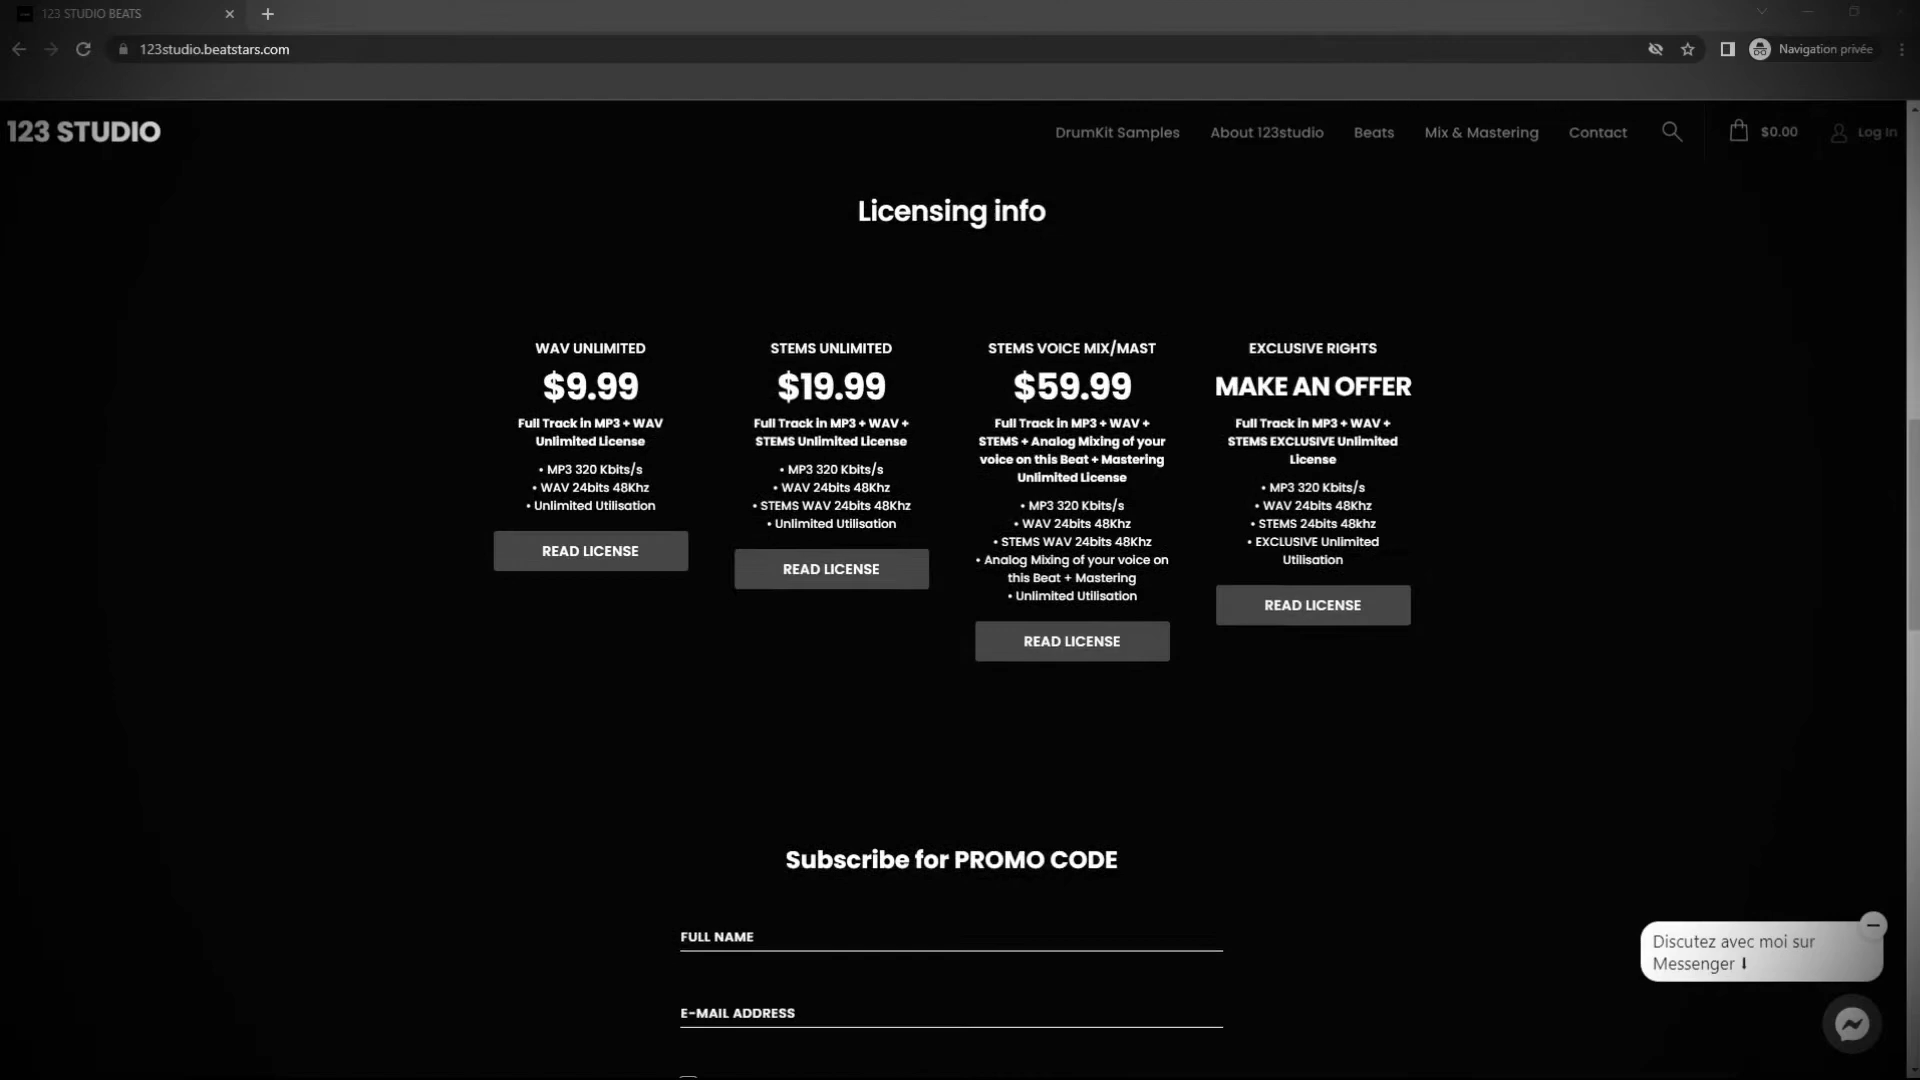 123 STUDIO BEATS
123studio.beatstars.com
Navigation privée
123 STUDIO
DrumKit Samples
About 123studio
Beats
Mix & Mastering
Contact
$0.00
Log In
Licensing info
WAV UNLIMITED
$9.99
Full Track in MP3 + WAV
Unlimited License
• MP3 320 Kbits/s
• WAV 24bits 48Khz
• Unlimited Utilisation
READ LICENSE
STEMS UNLIMITED
$19.99
Full Track in MP3 + WAV +
STEMS Unlimited License
• MP3 320 Kbits/s
• WAV 24bits 48Khz
• STEMS WAV 24bits 48Khz
• Unlimited Utilisation
READ LICENSE
STEMS VOICE MIX/MAST
$59.99
Full Track in MP3 + WAV +
STEMS + Analog Mixing of your
voice on this Beat + Mastering
Unlimited License
• MP3 320 Kbits/s
• WAV 24bits 48Khz
• STEMS WAV 24bits 48Khz
• Analog Mixing of your voice on
this Beat + Mastering
• Unlimited Utilisation
READ LICENSE
EXCLUSIVE RIGHTS
MAKE AN OFFER
Full Track in MP3 + WAV +
STEMS EXCLUSIVE Unlimited
License
• MP3 320 Kbits/s
• WAV 24bits 48Khz
• STEMS 24bits 48khz
• EXCLUSIVE Unlimited
Utilisation
READ LICENSE
Subscribe for PROMO CODE
FULL NAME
E-MAIL ADDRESS
Discutez avec moi sur
Messenger ⬇